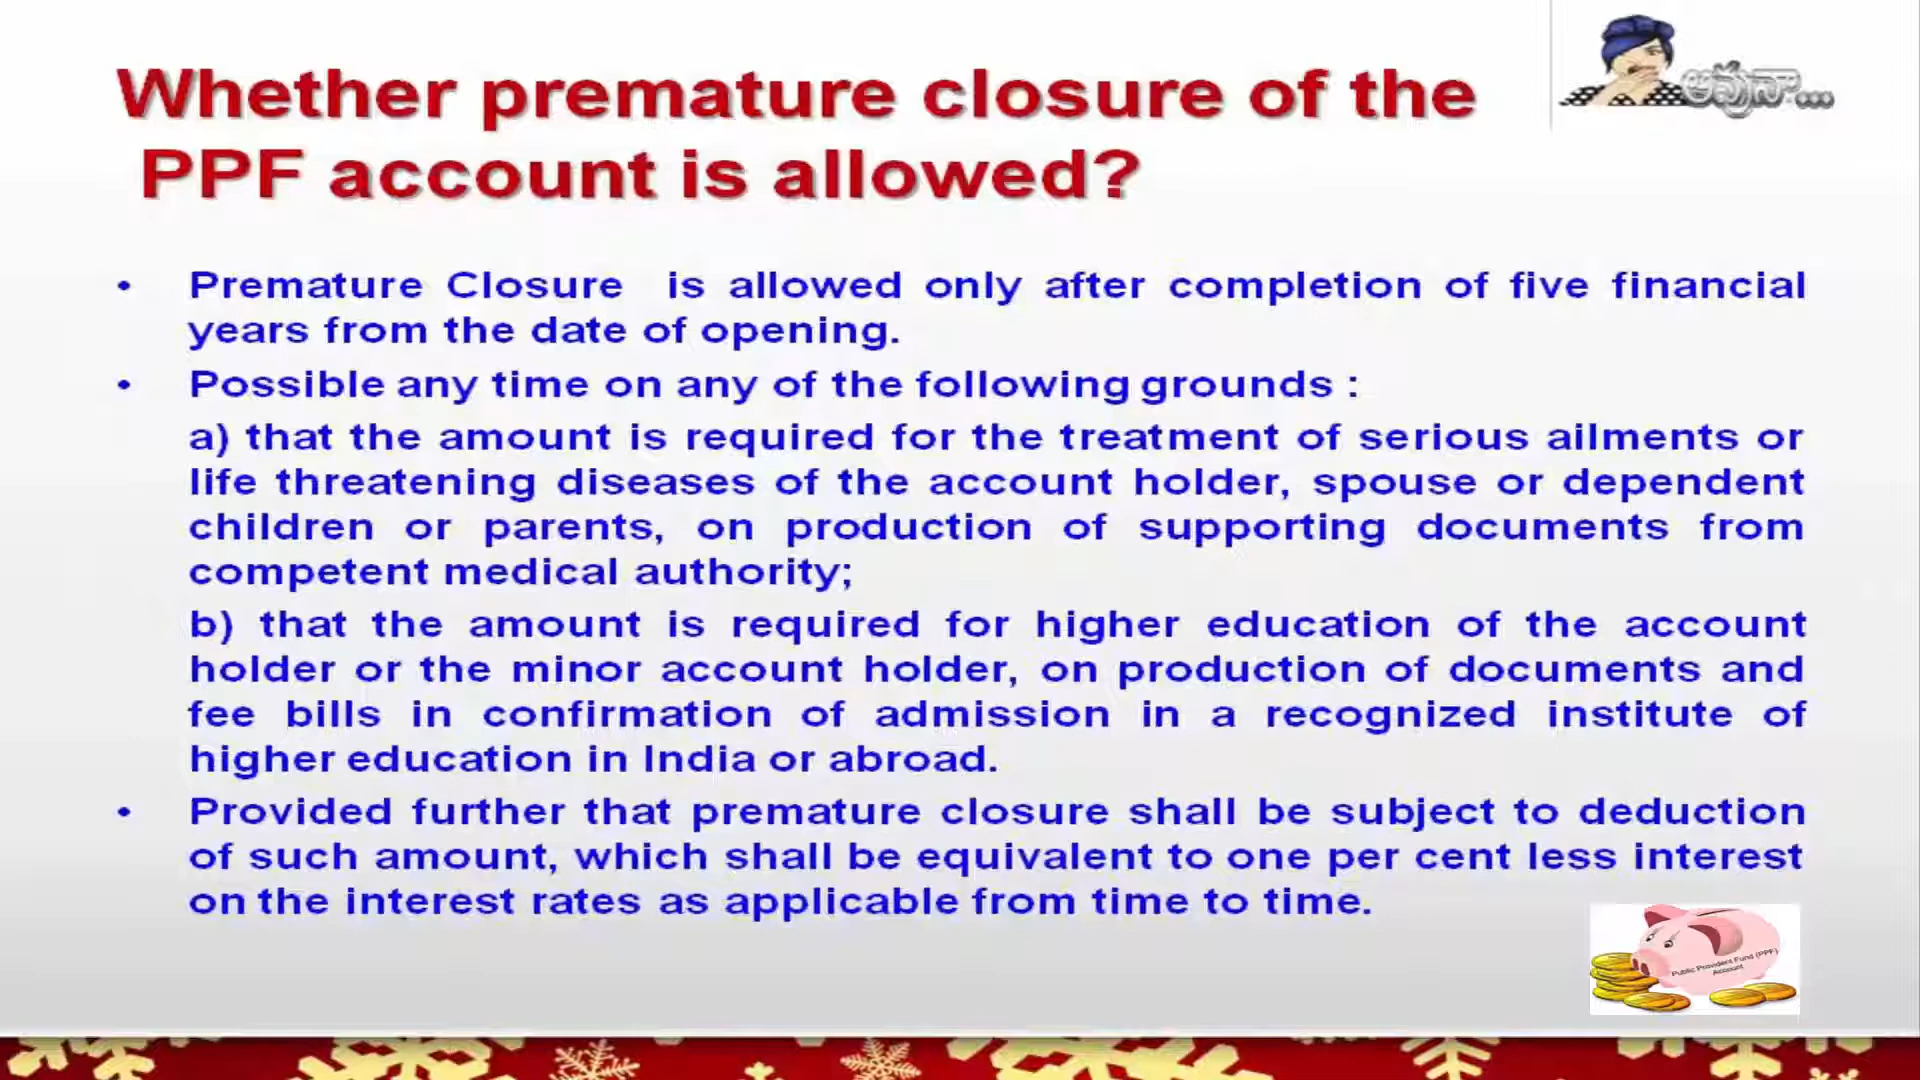 అవునా...
Whether premature closure of the
PPF account is allowed?
• Premature Closure is allowed only after completion of five financial
years from the date of opening.
• Possible any time on any of the following grounds :
a) that the amount is required for the treatment of serious ailments or
life threatening diseases of the account holder, spouse or dependent
children or parents, on production of supporting documents from
competent medical authority;
b) that the amount is required for higher education of the account
holder or the minor account holder, on production of documents and
fee bills in confirmation of admission in a recognized institute of
higher education in India or abroad.
• Provided further that premature closure shall be subject to deduction
of such amount, which shall be equivalent to one per cent less interest
on the interest rates as applicable from time to time.
Public Provident Fund (PPF)
Account